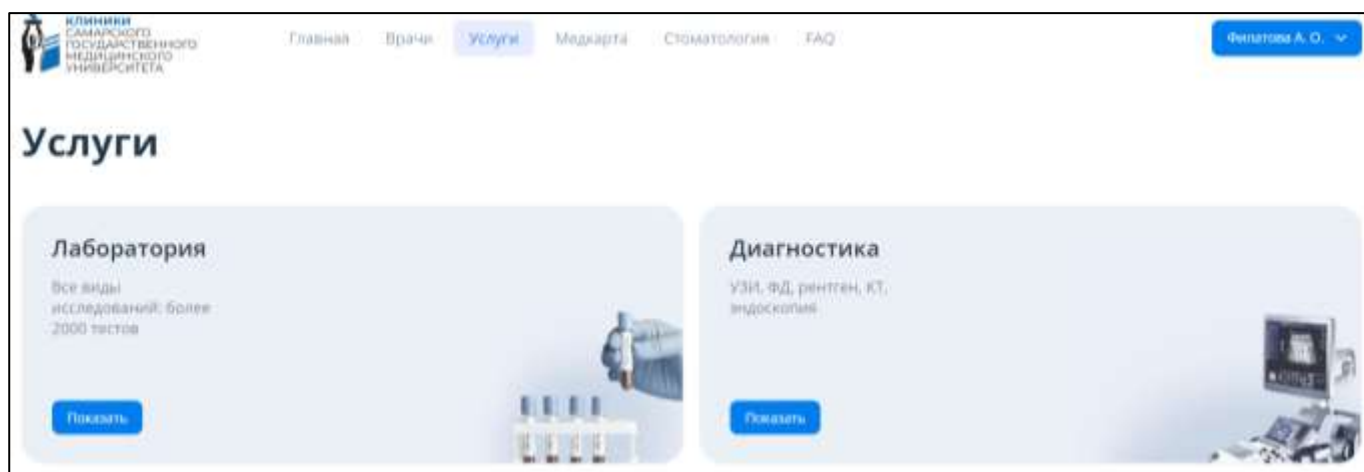 КЛИНИКИ
САМАРСКОГО
ГОСУДАРСТВЕННОГО
МЕДИЦИНСКОГО
УНИВЕРСИТЕТА
Главная Врачи Услуги Медкарта Стоматология FAQ
Филатова А. О.
Услуги
Лаборатория
Все виды
исследований: более
2000 тестов
Показать
Диагностика
УЗИ, ФД, рентген, КТ,
эндоскопия
Показать